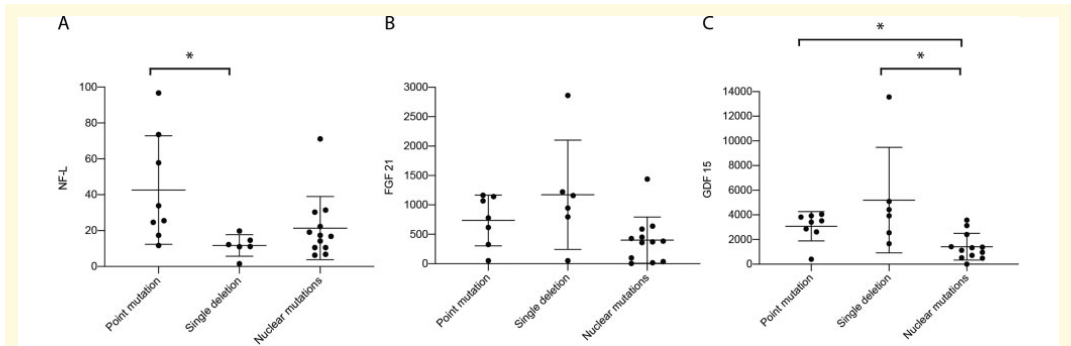 A
*
NF-L
100
80
60
40
20
0
Point mutation
Single deletion
Nuclear mutations
B
FGF 21
3000
2500
2000
1500
1000
500
0
Point mutation
Single deletion
Nuclear mutations
C
*
*
GDF 15
14000
12000
10000
8000
6000
4000
2000
0
Point mutation
Single deletion
Nuclear mutations